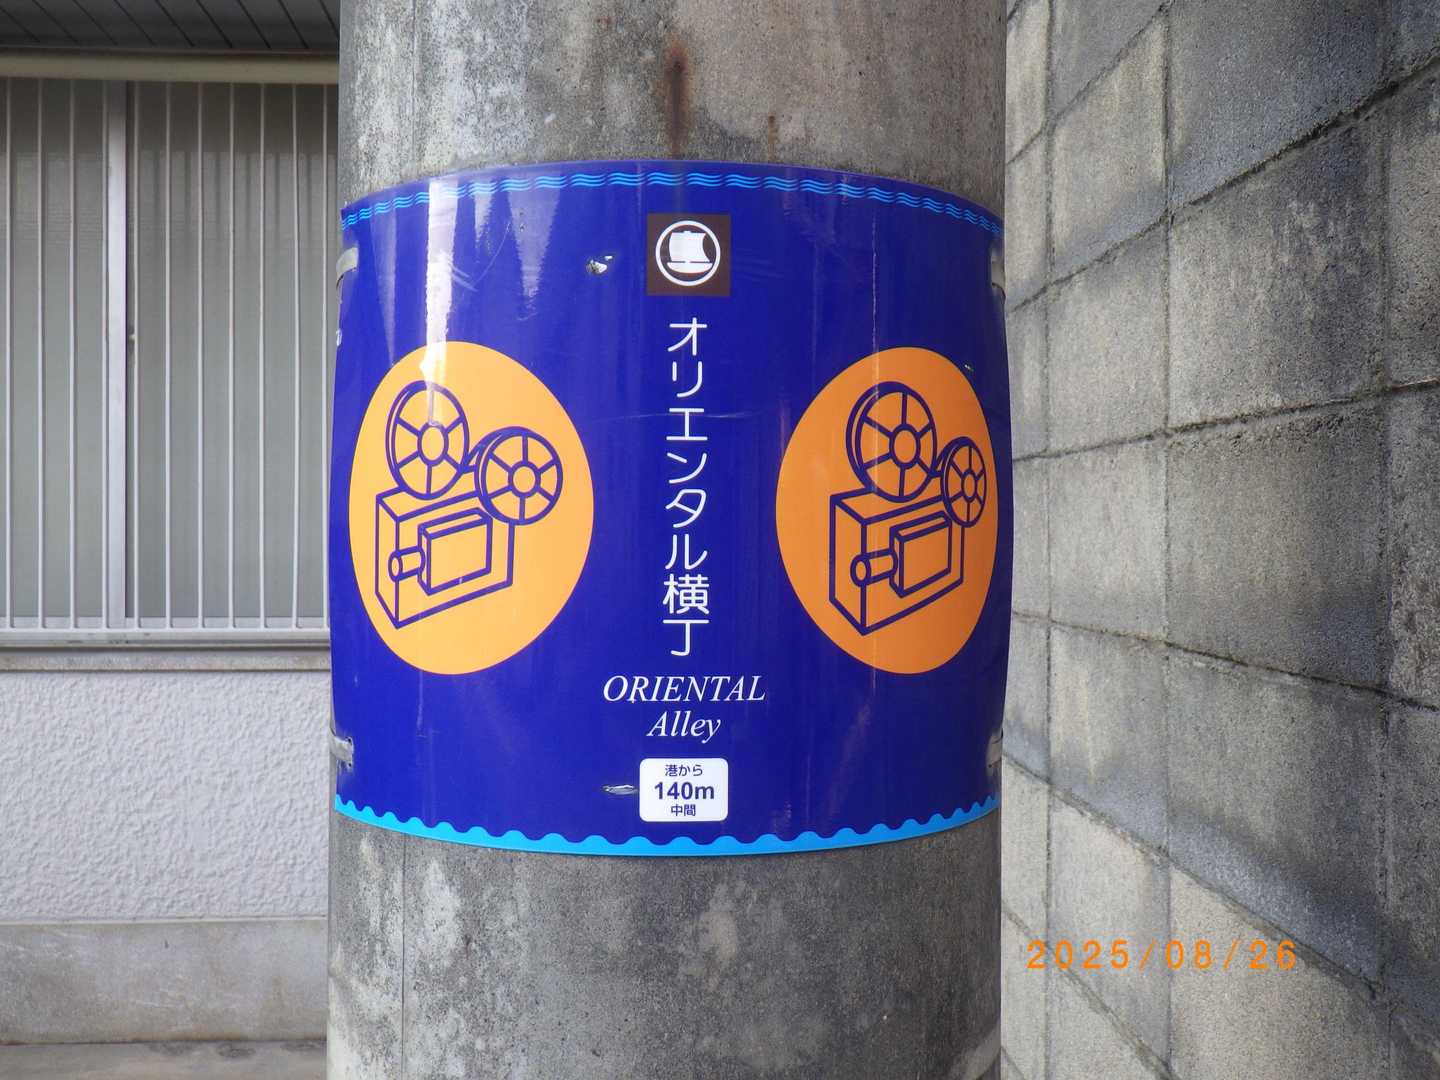 オリエンタル横丁
ORIENTAL
Alley
港から
140m
中間
2025/08/26